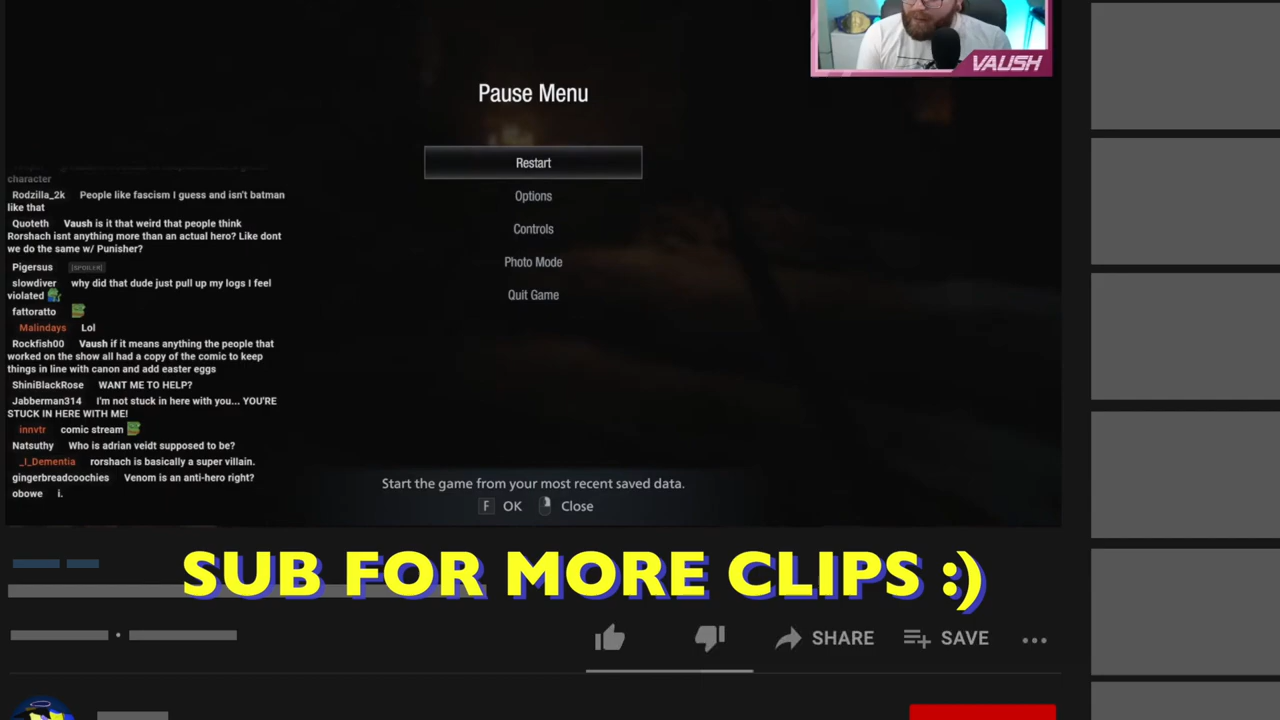 VAUSH
Pause Menu
Restart
Options
Controls
Photo Mode
Quit Game
character
Rodzilla_2k People like fascism I guess and isn't batman
like that
Quoteth Vaush is it that weird that people think
Rorshach isnt anything more than an actual hero? Like dont
we do the same w/ Punisher?
Pigersus [SPOILER]
slowdiver why did that dude just pull up my logs I feel
violated
fattoratto
Malindays Lol
Rockfish00 Vaush if it means anything the people that
worked on the show all had a copy of the comic to keep
things in line with canon and add easter eggs
ShiniBlackRose WANT ME TO HELP?
Jabberman314 I'm not stuck in here with you... YOU'RE
STUCK IN HERE WITH ME!
innvtr comic stream
Natsuthy Who is adrian veidt supposed to be?
_I_Dementia rorshach is basically a super villain.
gingerbreadcoochies Venom is an anti-hero right?
obowe i.
Start the game from your most recent saved data.
F OK Close
SUB FOR MORE CLIPS :)
SHARE SAVE